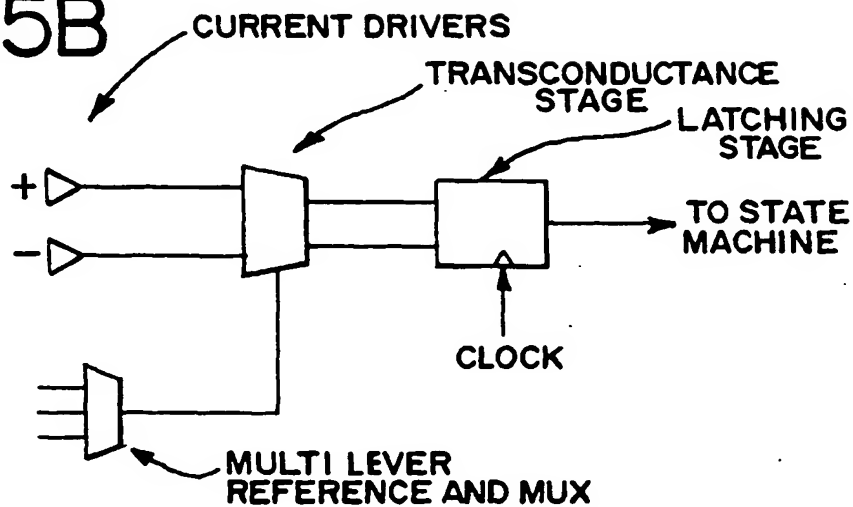 5B
CURRENT DRIVERS
TRANSCONDUCTANCE
STAGE
LATCHING
STAGE
+
-
TO STATE
MACHINE
CLOCK
MULTI LEVER
REFERENCE AND MUX